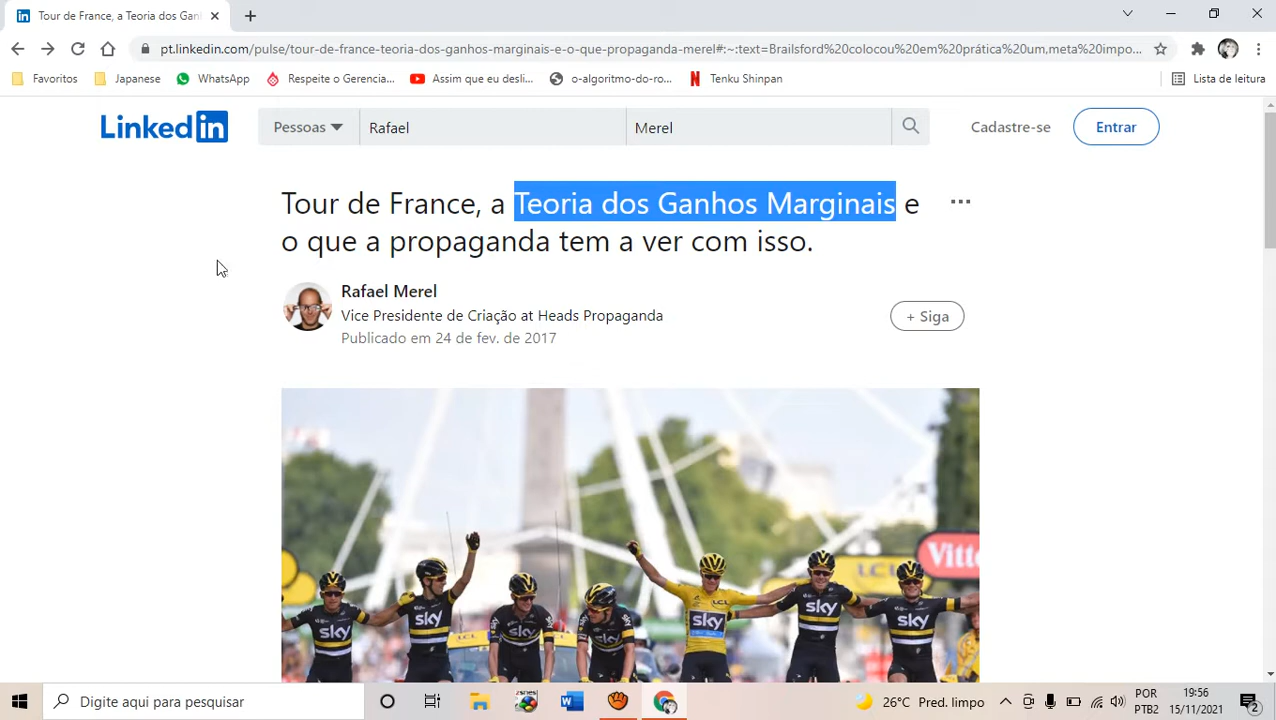 Tour de France, a Teoria dos Gan
pt.linkedin.com/pulse/tour-de-france-teoria-dos-ganhos-marginais-e-o-que-propaganda-merel#:~:text=Brailsford%20colocou%20em%20prática%20um,meta%20impo...
Favoritos Japanese WhatsApp Respeite o Gerencia... Assim que eu desli... o-algoritmo-do-ro... Tenku Shinpan Lista de leitura
Linked in Pessoas Rafael Merel Cadastre-se Entrar
Tour de France, a Teoria dos Ganhos Marginais e
o que a propaganda tem a ver com isso.
Rafael Merel
Vice Presidente de Criação at Heads Propaganda
+ Siga
Publicado em 24 de fev. de 2017
LCL
Vitte
LCL
sky sky sky sky sky sky sky
Digite aqui para pesquisar
26°C Pred. limpo
POR
PTB2
19:56
15/11/2021
2